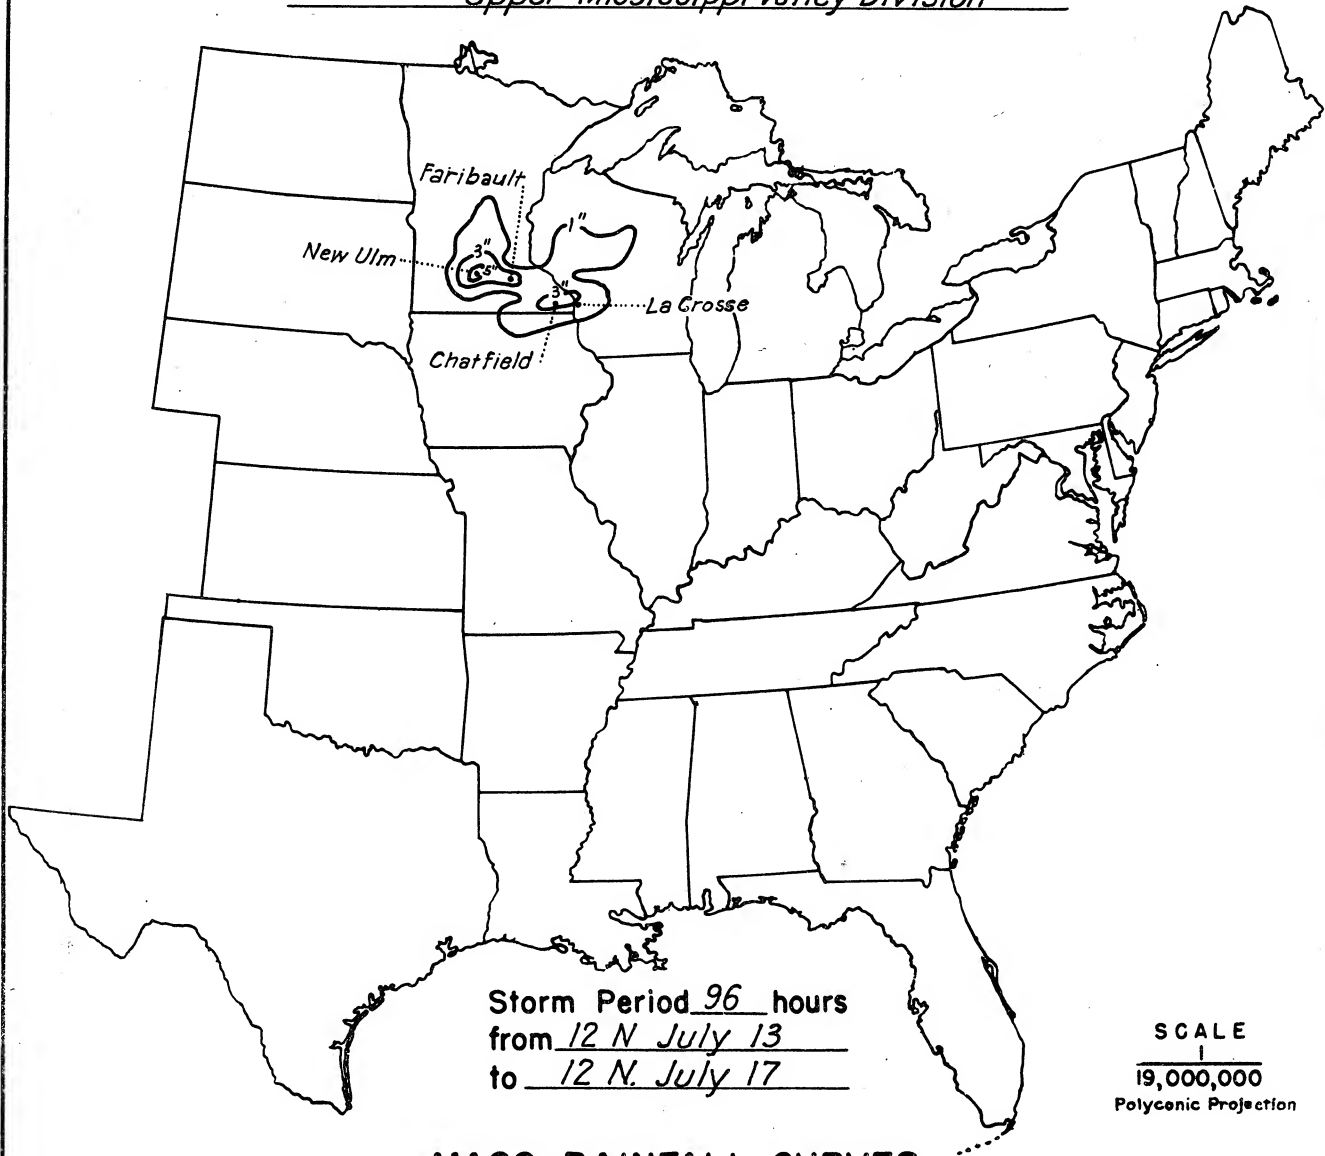 Upper Mississippi Valley Division
Faribault
1"
New Ulm
3"
5"
3"
La Crosse
Chatfield
Storm Period 96 hours
from 12 N July 13
to 12 N. July 17
SCALE
1
19,000,000
Polyconic Projection
MASS RAINFALL CURVES